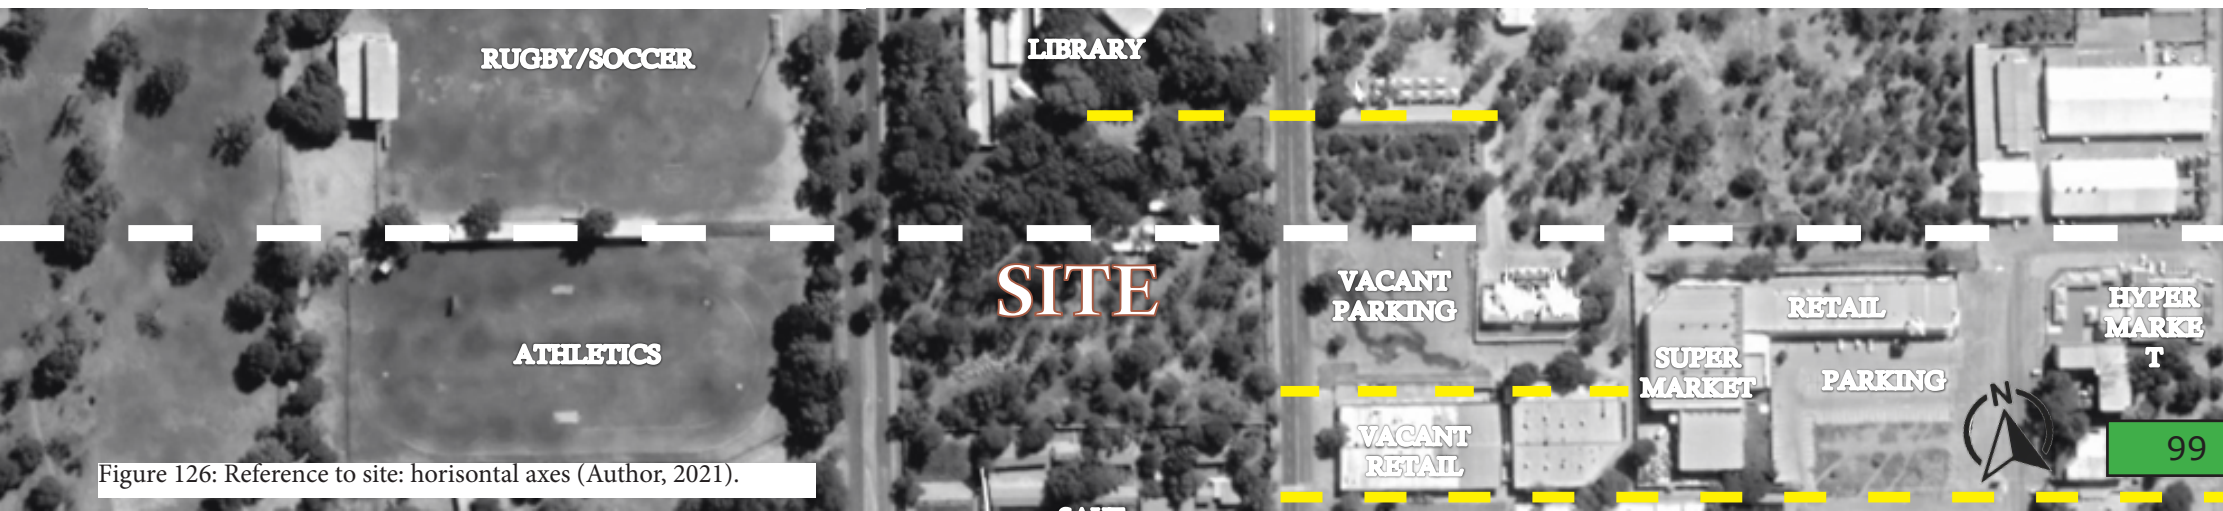 RUGBY/SOCCER
LIBRARY
SITE
VACANT
PARKING
RETAIL
HYPER
MARKE
T
ATHLETICS
SUPER
MARKET
PARKING
N
VACANT
RETAIL
99
Figure 126: Reference to site: horisontal axes (Author, 2021).